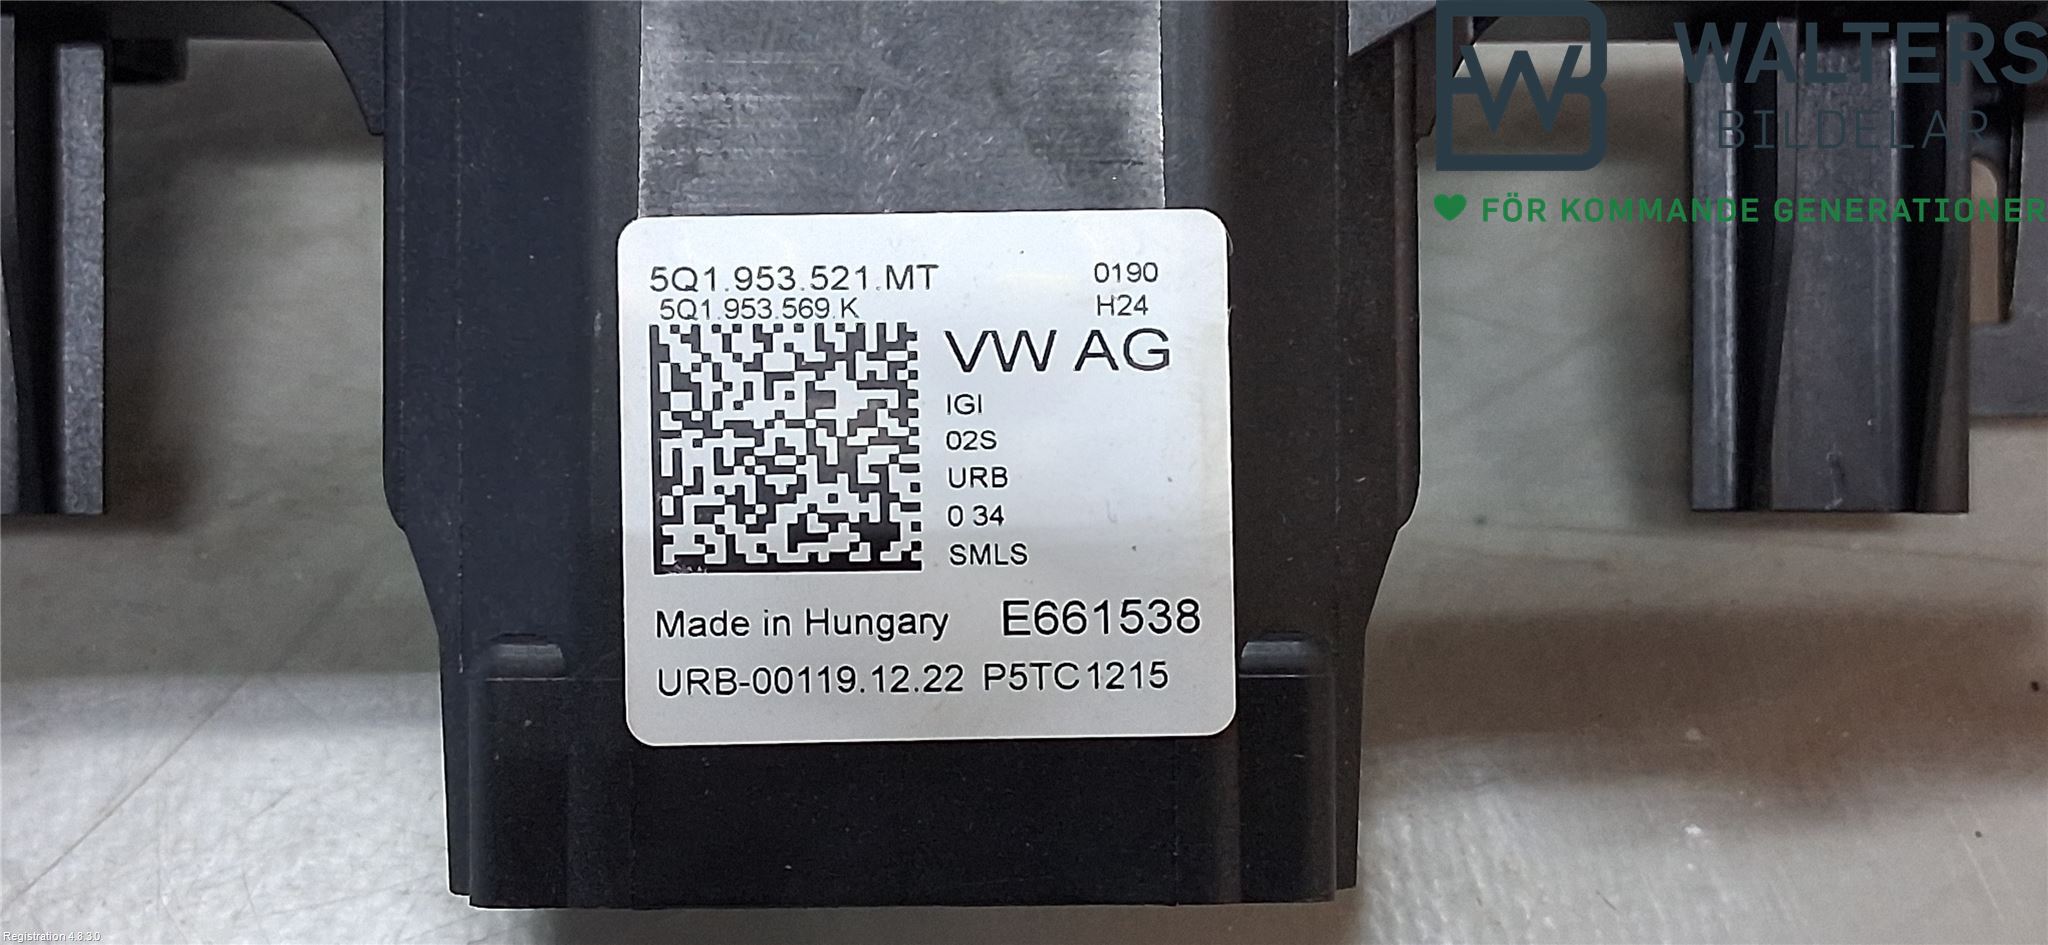 WALTERS
BILDELAR
FÖR KOMMANDE GENERATIONER
5Q1.953.521.MT 0190
5Q1.953.569.K H24
VW AG
IGI
02S
URB
0 34
SMLS
Made in Hungary E661538
URB-00119.12.22 P5TC1215
Registration 4.8.3.0